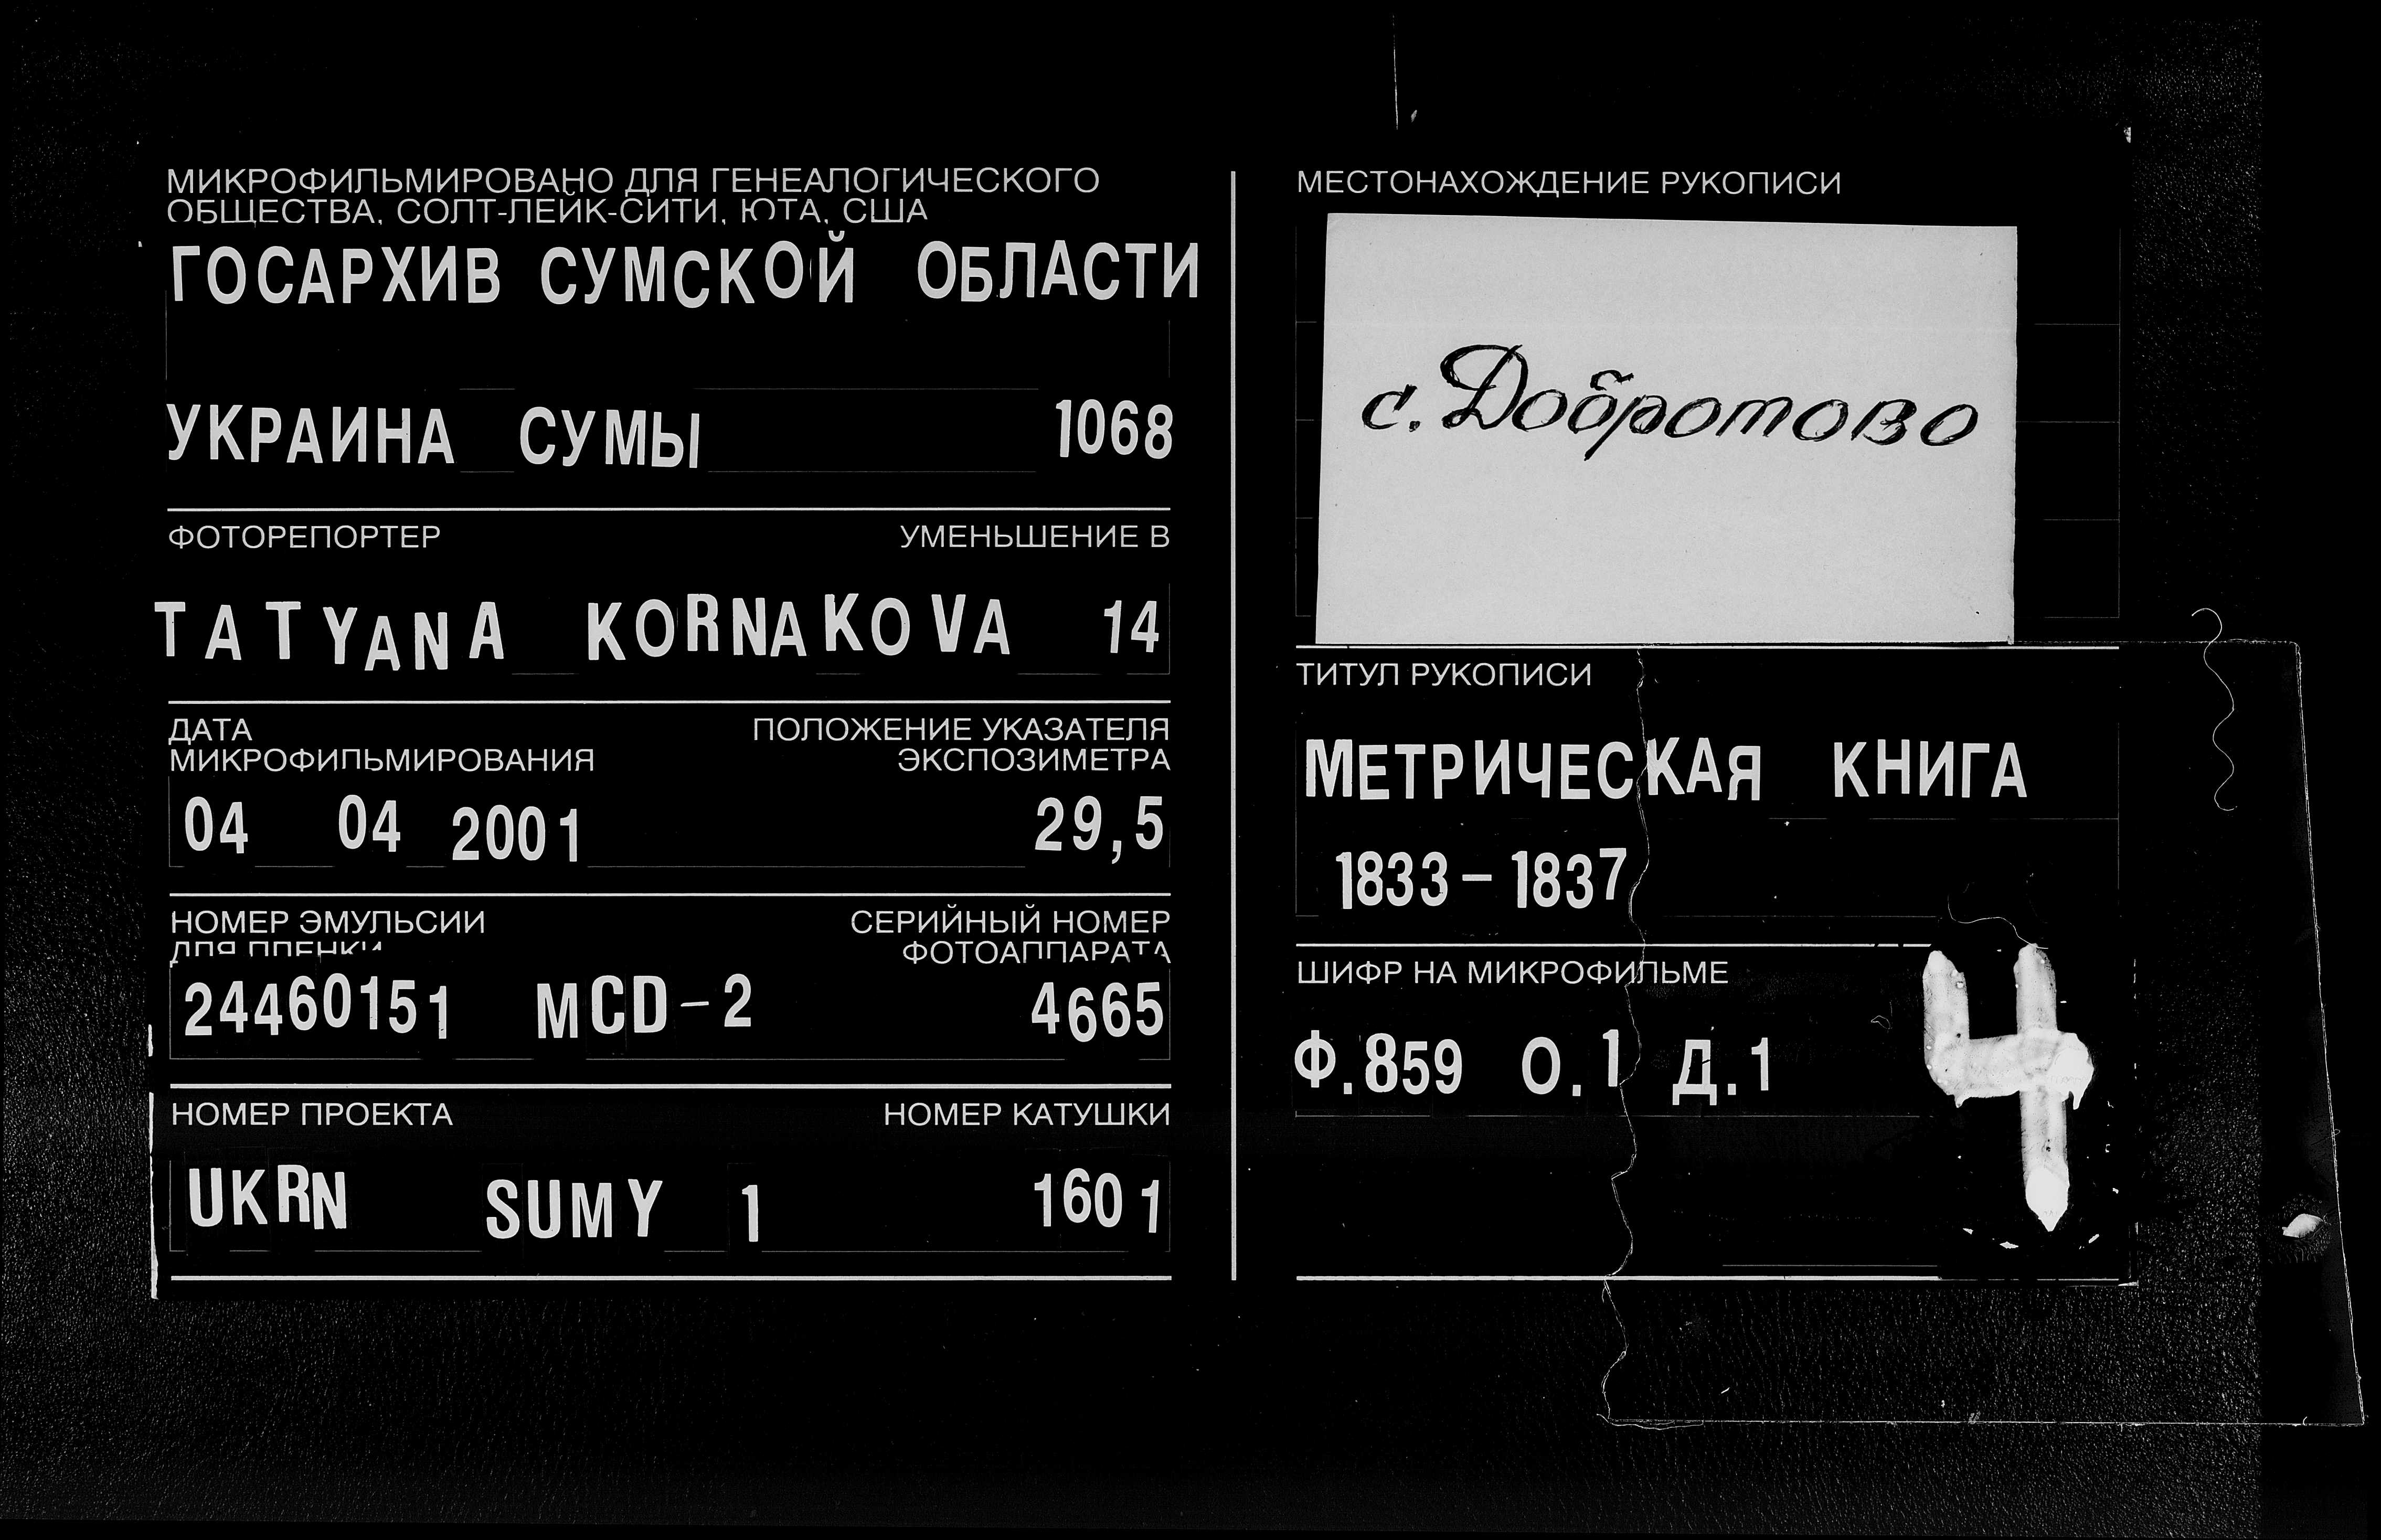 МИКРОФИЛЬМИРОВАНО ДЛЯ ГЕНЕАЛОГИЧЕСКОГО
ОБЩЕСТВА, СОЛТ-ЛЕЙК-СИТИ, ЮТА, США
ГОСАРХИВ СУМСКОЙ ОБЛАСТИ
УКРАИНА СУМЫ 1068
ФОТОРЕПОРТЕР УМЕНЬШЕНИЕ В
TATYANA KORNAKOVA 14
ДАТА ПОЛОЖЕНИЕ УКАЗАТЕЛЯ
МИКРОФИЛЬМИРОВАНИЯ ЭКСПОЗИМЕТРА
04 04 2001 29,5
НОМЕР ЭМУЛЬСИИ СЕРИЙНЫЙ НОМЕР
ДЛЯ ПЛЕНКИ ФОТОАППАРАТА
24460151 MCD-2 4665
НОМЕР ПРОЕКТА НОМЕР КАТУШКИ
UKRN SUMY 1 1601
МЕСТОНАХОЖДЕНИЕ РУКОПИСИ
с. Добротово
ТИТУЛ РУКОПИСИ
МЕТРИЧЕСКАЯ КНИГА
1833-1837
ШИФР НА МИКРОФИЛЬМЕ
Ф.859 О.1 Д.1
4